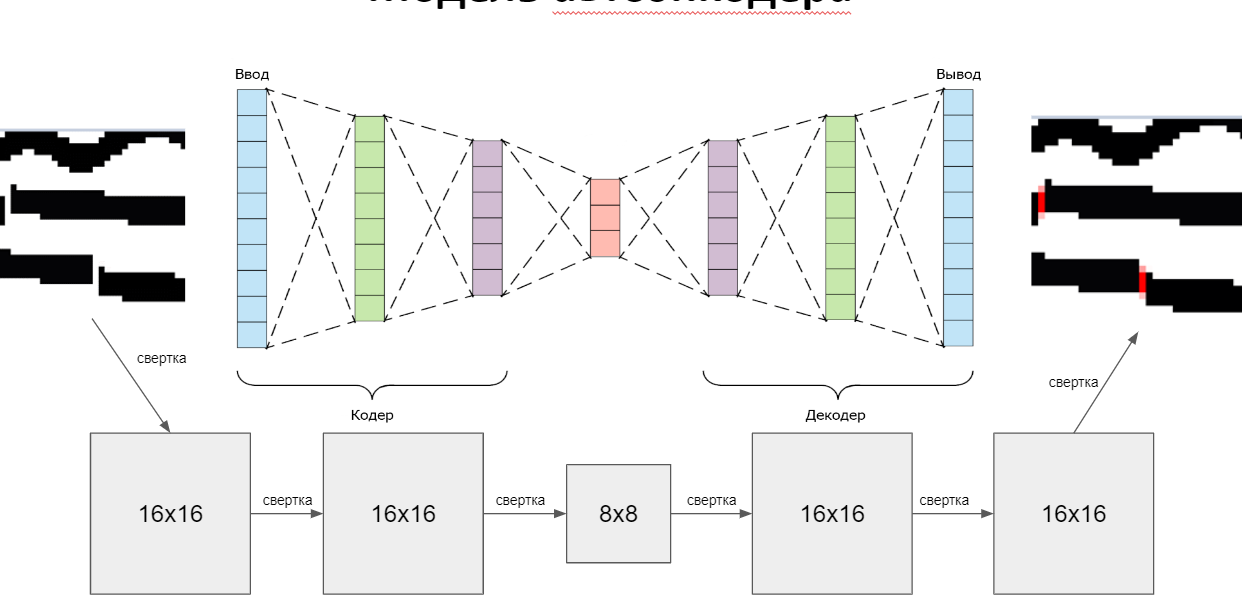 Модель автоэнкодера
Ввод
Вывод
свертка
свертка
Кодер
Декодер
16x16
свертка
16x16
свертка
8x8
свертка
16x16
свертка
16x16